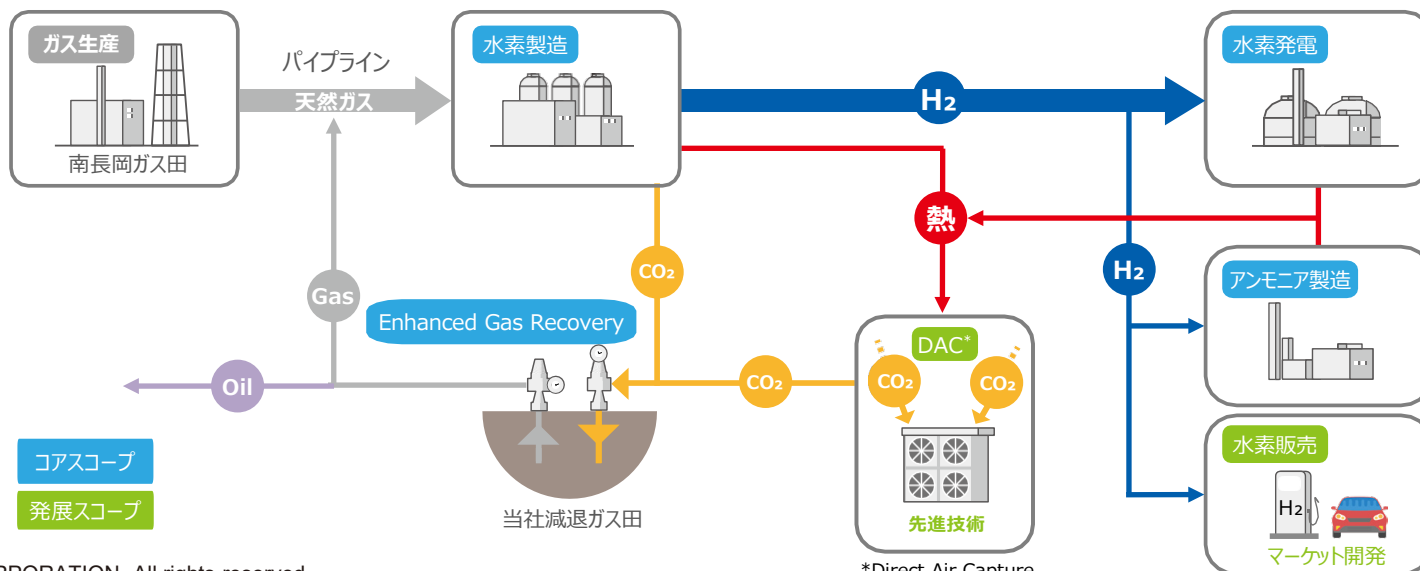 ガス生産
南長岡ガス田
パイプライン
天然ガス
水素製造
H₂
水素発電
熱
CO₂
H₂
アンモニア製造
Gas
Enhanced Gas Recovery
DAC*
CO₂
CO₂
CO₂
Oil
水素販売
コアスコープ
発展スコープ
当社減退ガス田
先進技術
H₂
マーケット開発
RPORATION. All rights reserved.
*Direct Air Capture